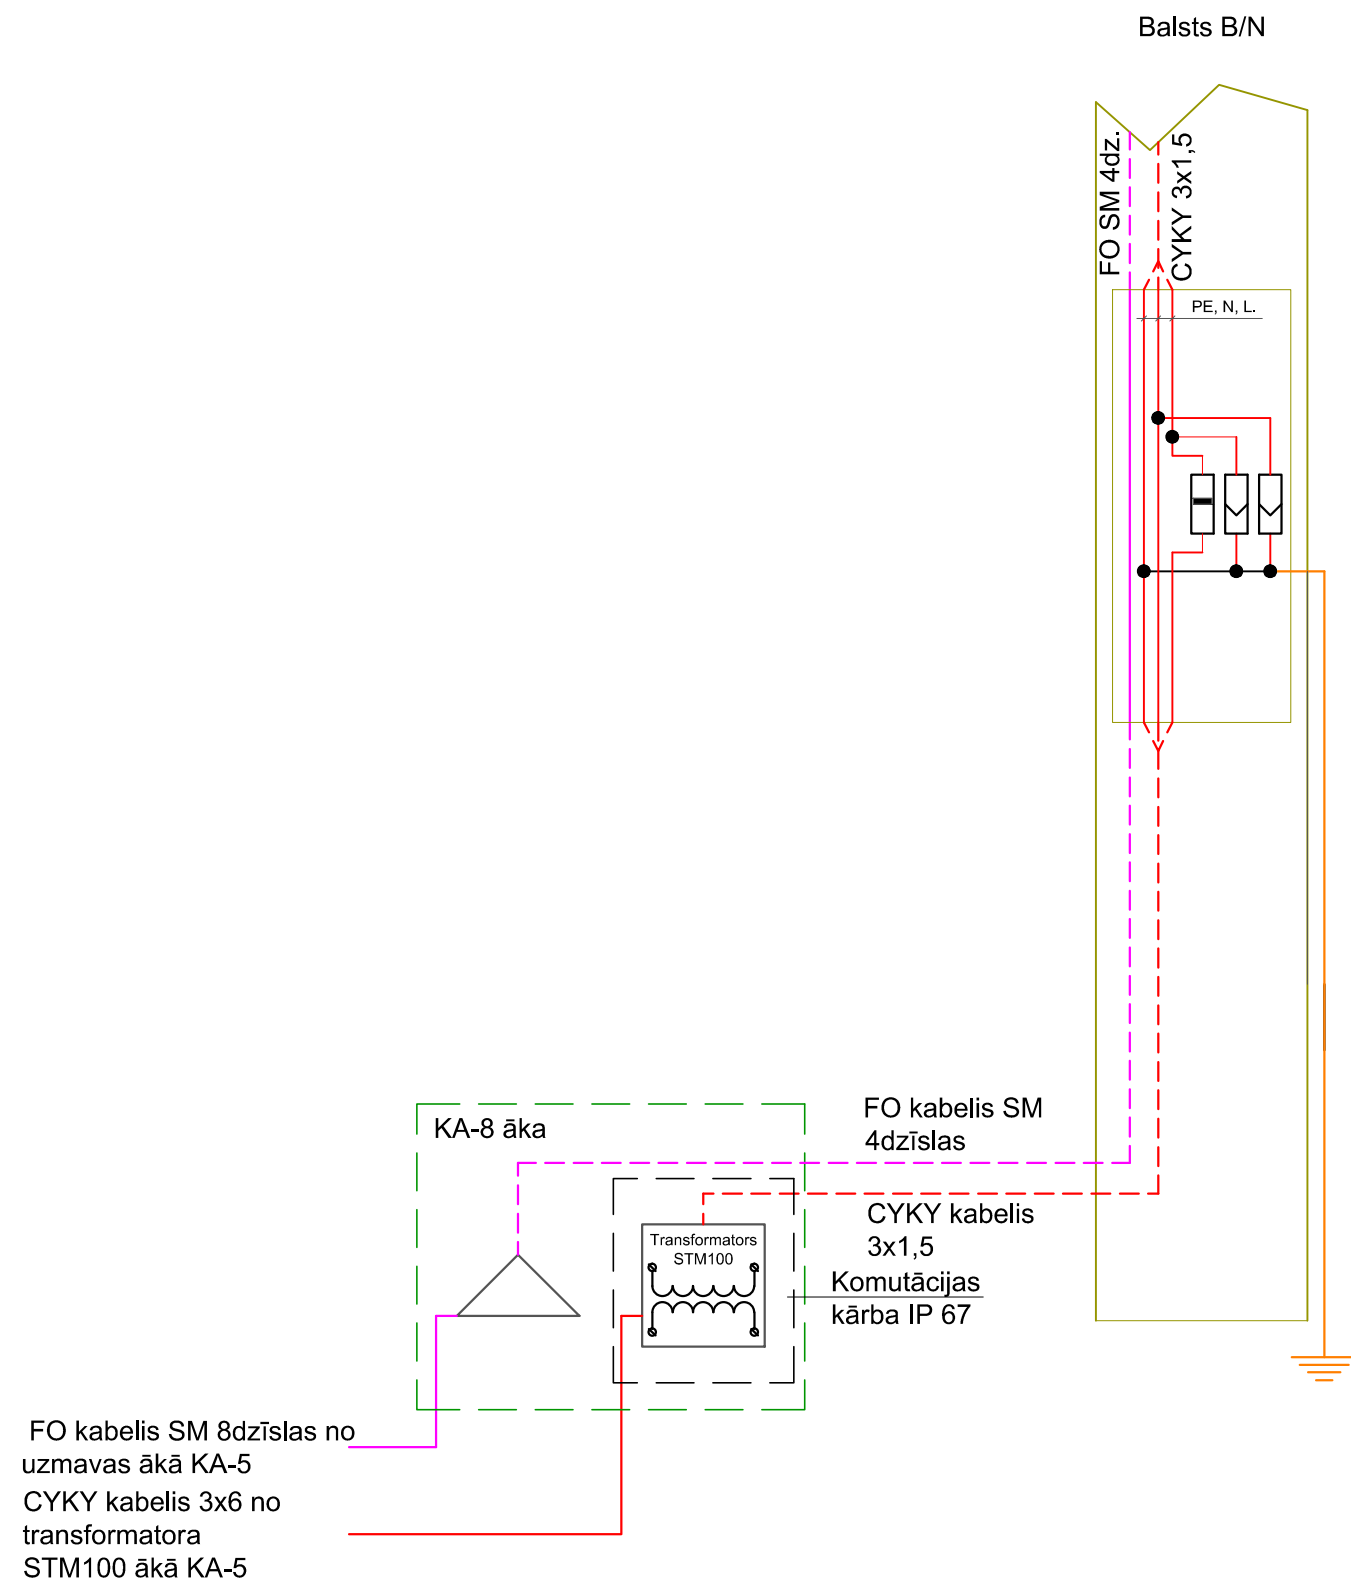 Balsts B/N
FO SM 4dz.
CYKY 3x1,5
PE, N, L.
FO kabelis SM
4dzīslas
KA-8 āka
CYKY kabelis
3x1,5
Transformators
STM100
Komutācijas
kārba IP 67
FO kabelis SM 8dzīslas no
uzmavas ākā KA-5
CYKY kabelis 3x6 no
transformatora
STM100 ākā KA-5